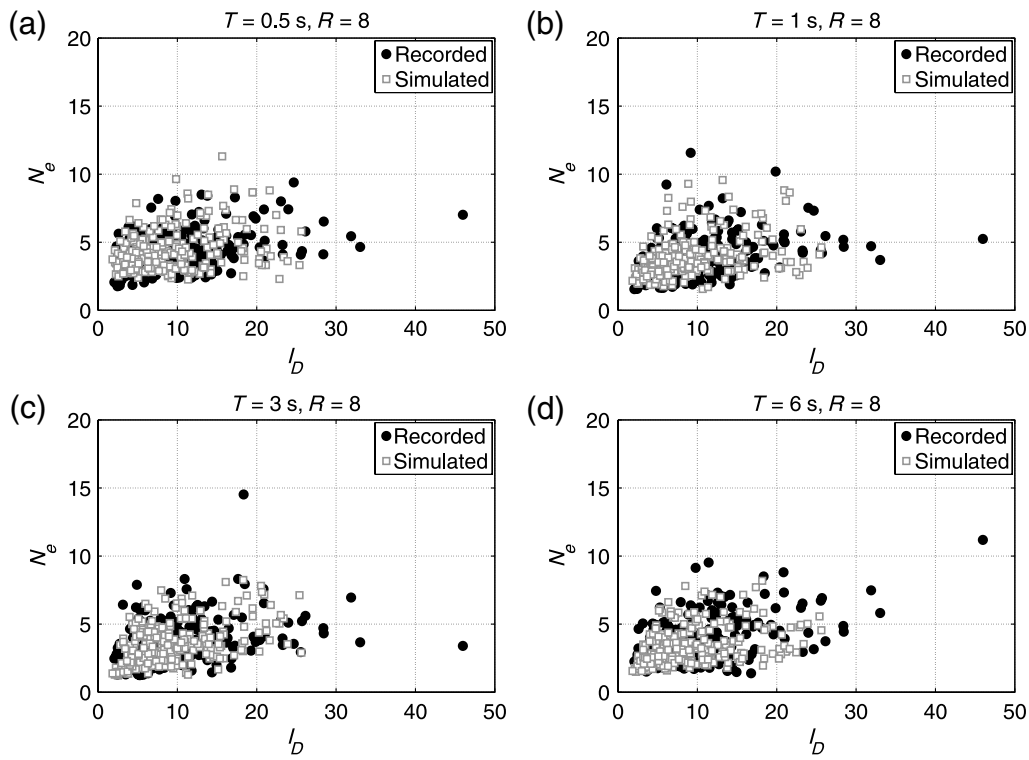 (a)
T = 0.5 s, R = 8
20
15
10
5
0
N_e
Recorded
Simulated
0 10 20 30 40 50
I_D
(b)
T = 1 s, R = 8
20
15
10
5
0
N_e
Recorded
Simulated
0 10 20 30 40 50
I_D
(c)
T = 3 s, R = 8
20
15
10
5
0
N_e
Recorded
Simulated
0 10 20 30 40 50
I_D
(d)
T = 6 s, R = 8
20
15
10
5
0
N_e
Recorded
Simulated
0 10 20 30 40 50
I_D